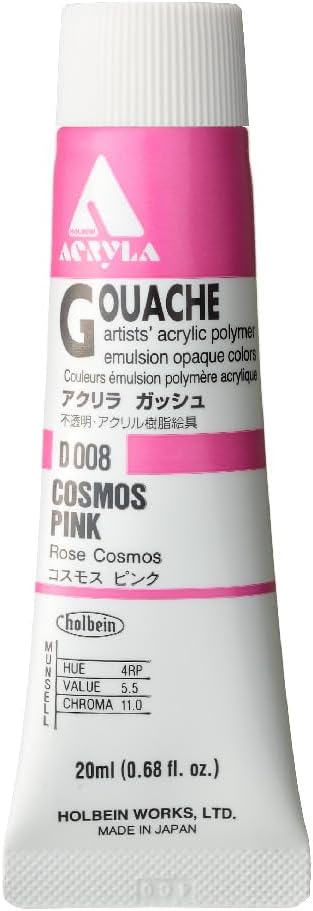 HOLBEIN
ACRYLA
GOUACHE
artists' acrylic polymer
emulsion opaque colors
Couleurs émulsion polymère acrylique
アクリラ ガッシュ
不透明・アクリル樹脂絵具
D 008
COSMOS
PINK
Rose Cosmos
コスモス ピンク
holbein
MUNSELL
HUE 4RP
VALUE 5.5
CHROMA 11.0
20ml (0.68 fl. oz.)
HOLBEIN WORKS, LTD.
MADE IN JAPAN